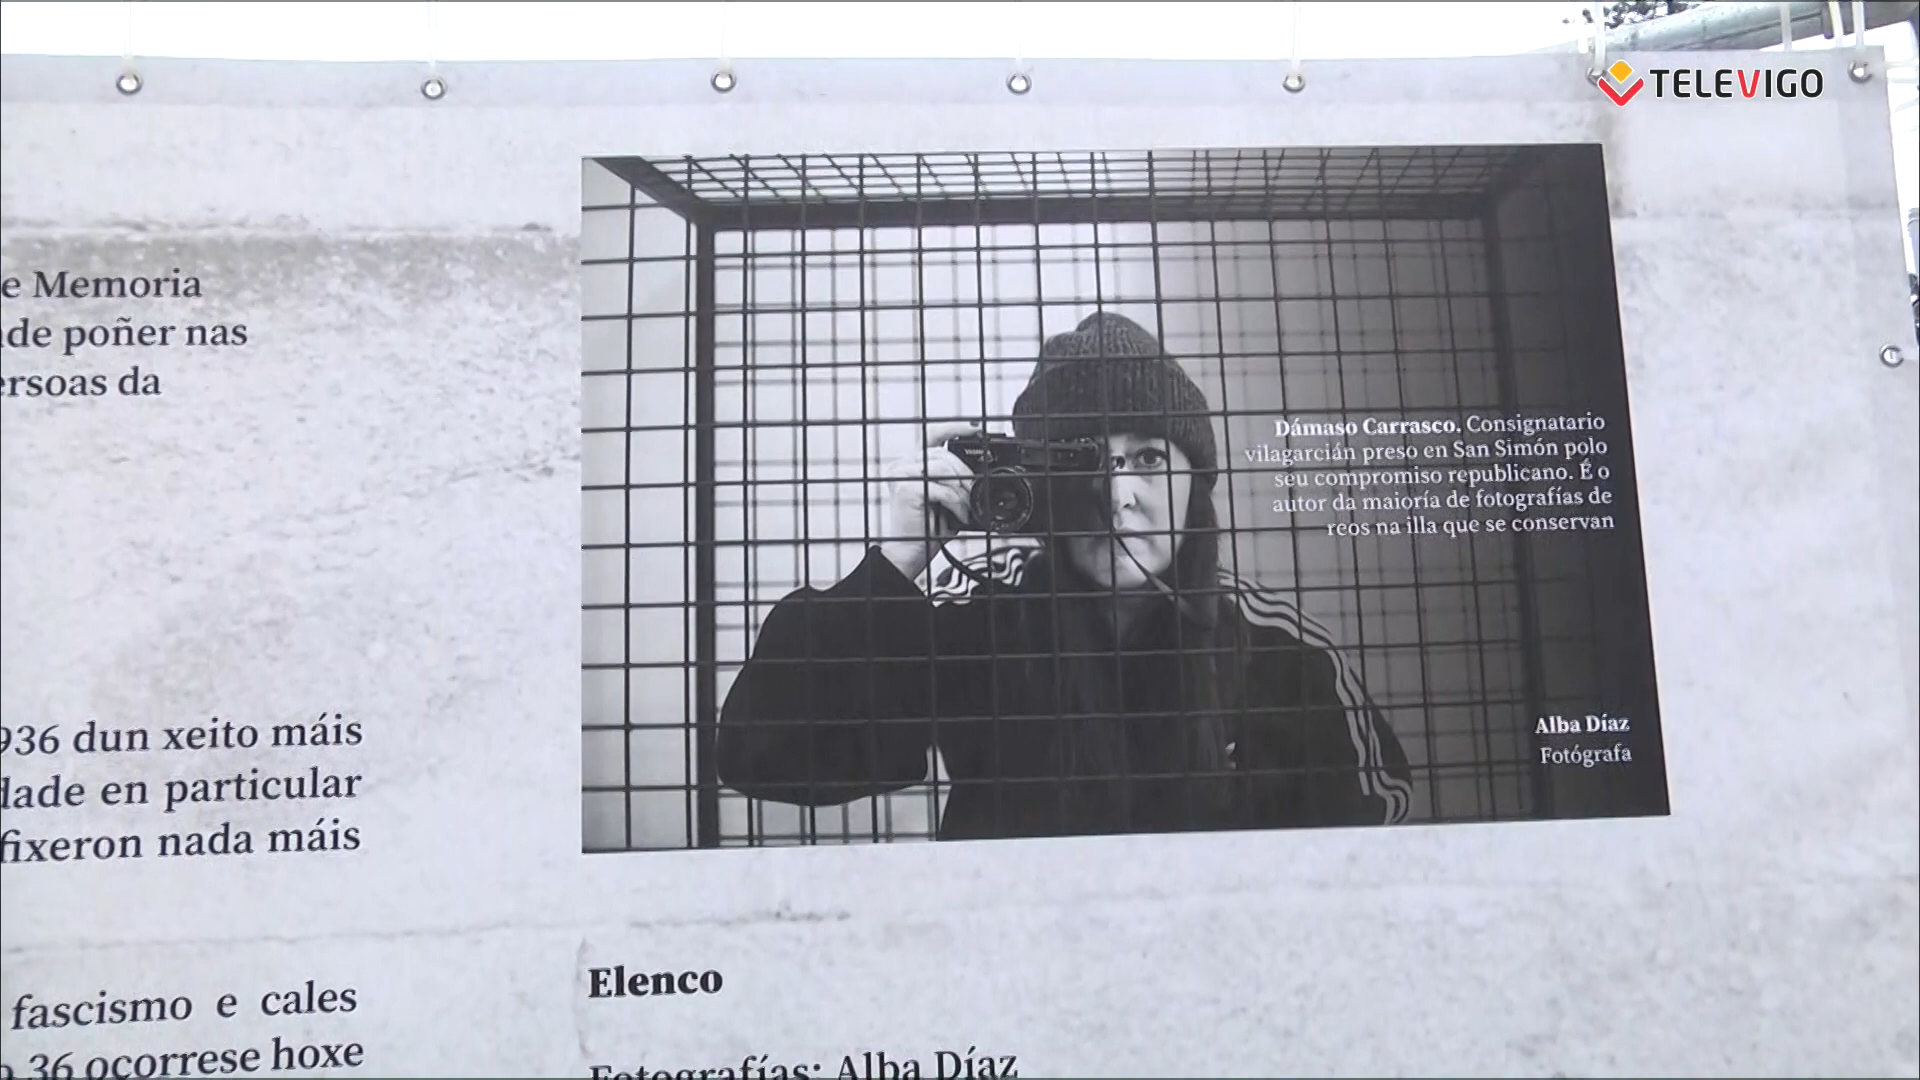 TELEVIGO
e Memoria
de poñer nas
ersoas da
936 dun xeito máis
dade en particular
fixeron nada máis
fascismo e cales
36 ocorrese hoxe
Dámaso Carrasco. Consignatario
vilagarcián preso en San Simón polo
seu compromiso republicano. É o
autor da maioría de fotografías de
reos na illa que se conservan
Alba Díaz
Fotógrafa
Elenco
Fotografías: Alba Díaz